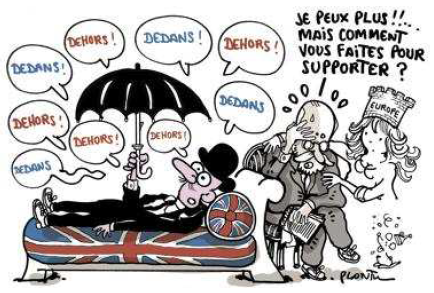 DEHORS!
DEDANS!
DEHORS!
DEDANS!
DEHORS!
DEDANS
DEHORS!
DEHORS!
DEDANS
JE PEUX PLUS!!...
MAIS COMMENT
VOUS FAITES POUR
SUPPORTER ?
EUROPE
PLANTU